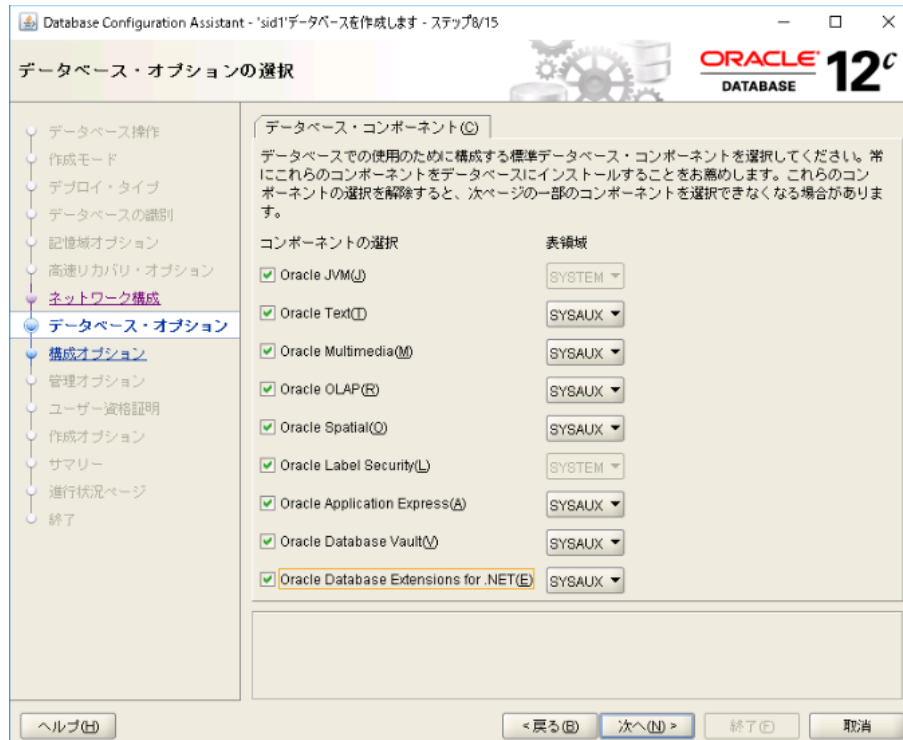 Database Configuration Assistant - 'sid1'データベースを作成します - ステップ8/15
データベース・オプションの選択
ORACLE
DATABASE
12c
データベース操作
作成モード
デプロイ・タイプ
データベースの識別
記憶域オプション
高速リカバリ・オプション
ネットワーク構成
データベース・オプション
構成オプション
管理オプション
ユーザー資格証明
作成オプション
サマリー
進行状況ページ
終了
データベース・コンポーネント(C)
データベースでの使用のために構成する標準データベース・コンポーネントを選択してください。常
にこれらのコンポーネントをデータベースにインストールすることをお薦めします。これらのコン
ポーネントの選択を解除すると、次ページの一部のコンポーネントを選択できなくなる場合がありま
す。
コンポーネントの選択 表領域
Oracle JVM(J) SYSTEM
Oracle Text(T) SYSAUX
Oracle Multimedia(M) SYSAUX
Oracle OLAP(R) SYSAUX
Oracle Spatial(O) SYSAUX
Oracle Label Security(L) SYSTEM
Oracle Application Express(A) SYSAUX
Oracle Database Vault(V) SYSAUX
Oracle Database Extensions for .NET(E) SYSAUX
ヘルプ(H) <戻る(B) 次へ(N)> 終了(F) 取消